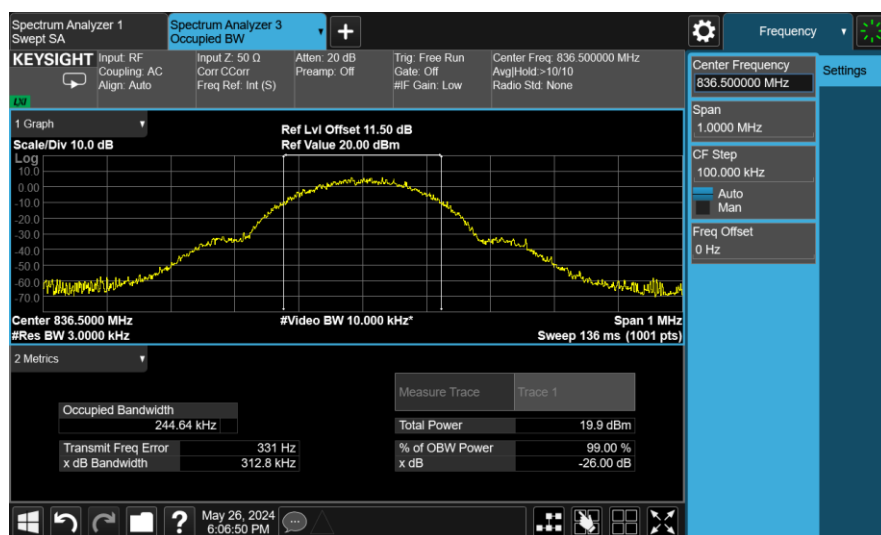 Spectrum Analyzer 1
Swept SA
Spectrum Analyzer 3
Occupied BW
Frequency
KEYSIGHT
Input: RF
Coupling: AC
Align: Auto
Input Z: 50 Ω
Corr CCorr
Freq Ref: Int (S)
Atten: 20 dB
Preamp: Off
Trig: Free Run
Gate: Off
#IF Gain: Low
Center Freq: 836.500000 MHz
Avg|Hold:>10/10
Radio Std: None
LXI
Center Frequency
836.500000 MHz
Settings
Span
1.0000 MHz
CF Step
100.000 kHz
Auto
Man
Freq Offset
0 Hz
1 Graph
Scale/Div 10.0 dB
Ref Lvl Offset 11.50 dB
Ref Value 20.00 dBm
Log
10.0
0.00
-10.0
-20.0
-30.0
-40.0
-50.0
-60.0
-70.0
Center 836.5000 MHz
#Video BW 10.000 kHz*
Span 1 MHz
#Res BW 3.0000 kHz
Sweep 136 ms (1001 pts)
2 Metrics
Measure Trace Trace 1
Occupied Bandwidth
244.64 kHz
Total Power 19.9 dBm
Transmit Freq Error 331 Hz
% of OBW Power 99.00 %
x dB Bandwidth 312.8 kHz
x dB -26.00 dB
May 26, 2024
6:06:50 PM